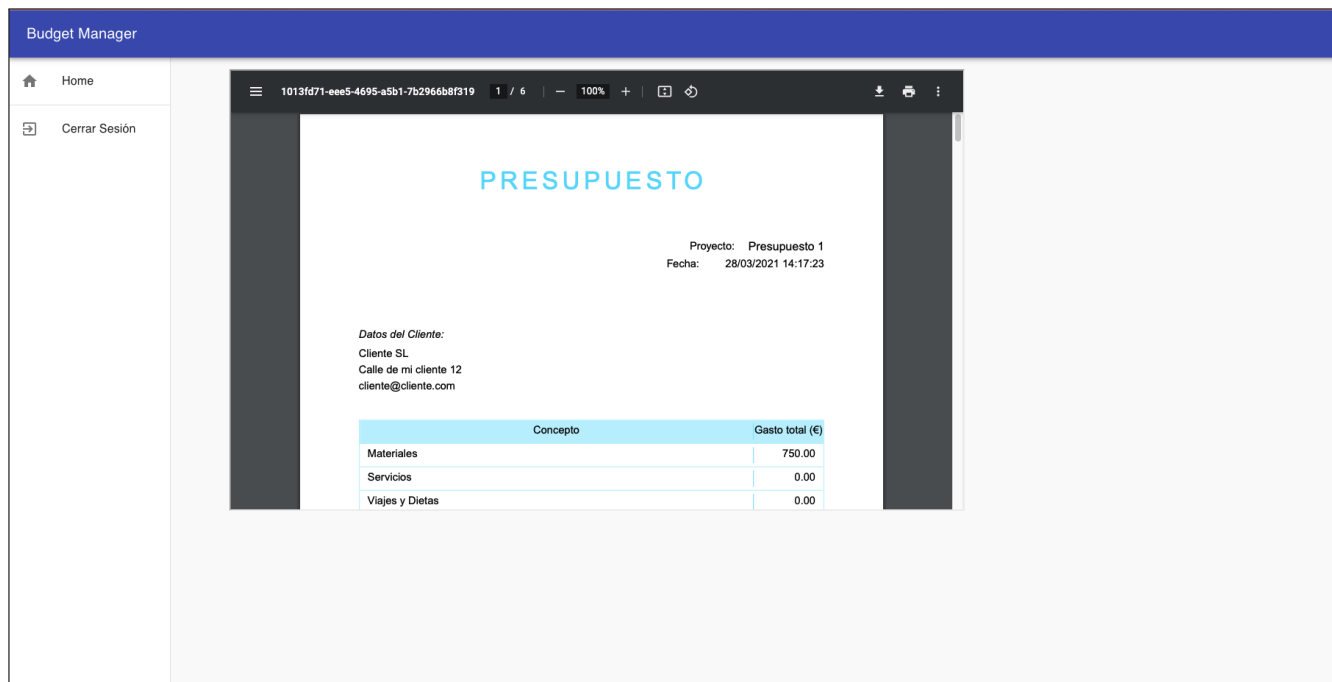 Budget Manager
Home
Cerrar Sesión
1013fd71-eee5-4695-a5b1-7b2966b8f319 1 / 6 100%
PRESUPUESTO
Proyecto: Presupuesto 1
Fecha: 28/03/2021 14:17:23
Datos del Cliente:
Cliente SL
Calle de mi cliente 12
cliente@cliente.com
Concepto Gasto total (€)
Materiales 750.00
Servicios 0.00
Viajes y Dietas 0.00